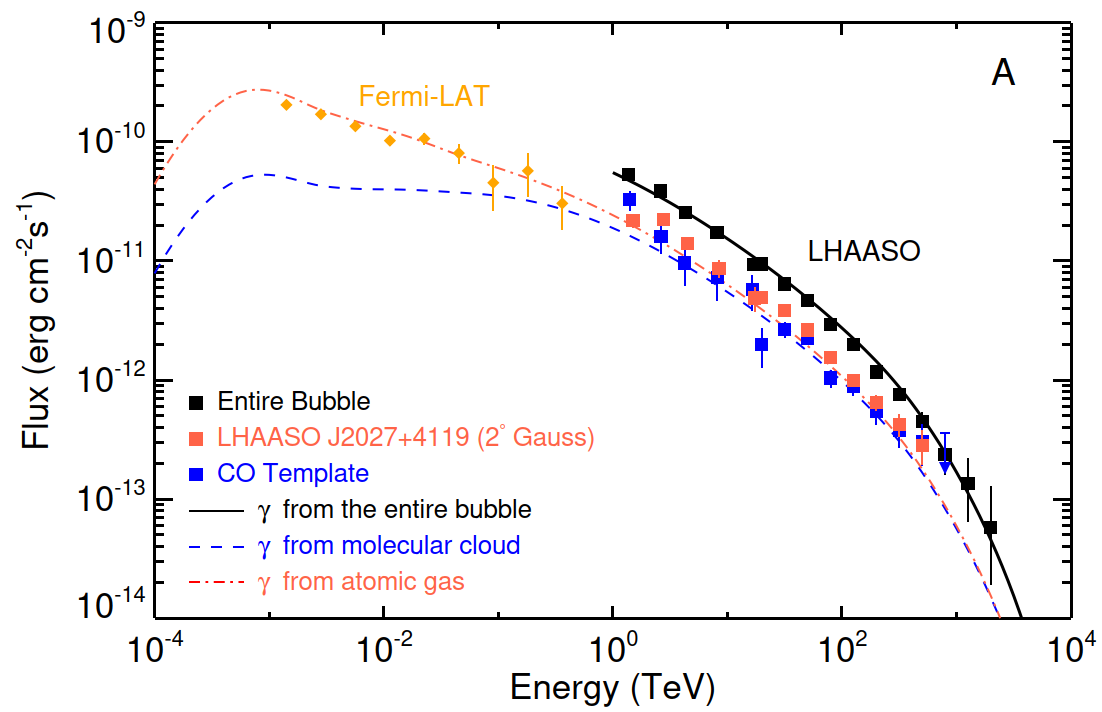 A
Fermi-LAT
LHAASO
Entire Bubble
LHAASO J2027+4119 (2° Gauss)
CO Template
γ from the entire bubble
γ from molecular cloud
γ from atomic gas
Flux (erg cm⁻²s⁻¹)
10⁻⁹
10⁻¹⁰
10⁻¹¹
10⁻¹²
10⁻¹³
10⁻¹⁴
10⁻⁴ 10⁻² 10⁰ 10² 10⁴
Energy (TeV)